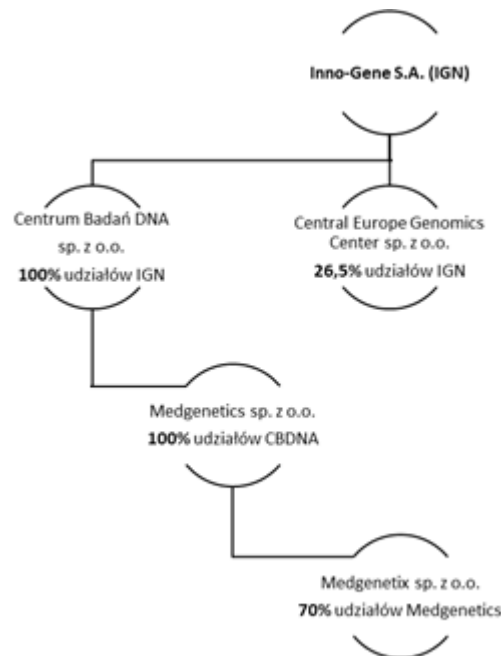 Inno-Gene S.A. (IGN)
Centrum Badań DNA
sp. z o.o.
100% udziałów IGN
Central Europe Genomics
Center sp. z o.o.
26,5% udziałów IGN
Medgenetics sp. z o.o.
100% udziałów CBDNA
Medgenetix sp. z o.o.
70% udziałów Medgenetics